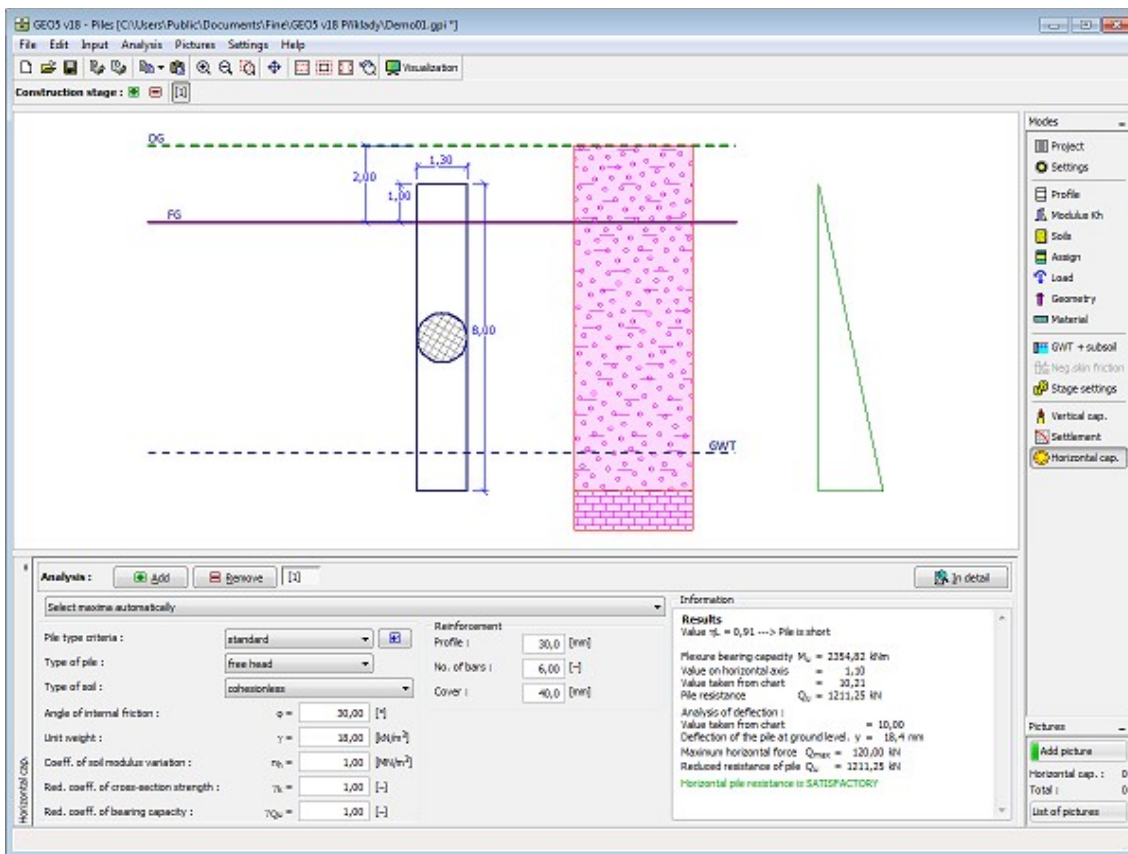 GEO5 v18 - Piles [C:\Users\Public\Documents\Fine\GEO5 v18 Příklady\Demo01.gpi *]
File Edit Input Analysis Pictures Settings Help
Visualization
Construction stage : [1]
OG
1,30
2,00
1,00
FG
8,00
GWT
Modes
Project
Settings
Profile
Modulus Kh
Soils
Assign
Load
Geometry
Material
GWT + subsoil
Neg.skin friction
Stage settings
Vertical cap.
Settlement
Horizontal cap.
Analysis : Add Remove [1] In detail
Select maxima automatically
Pile type criteria : standard
Type of pile : free head
Type of soil : cohesionless
Angle of internal friction : φ = 30,00 [°]
Unit weight : γ = 18,00 [kN/m³]
Coeff. of soil modulus variation : nh = 1,00 [MN/m³]
Red. coeff. of cross-section strength : γk = 1,00 [–]
Red. coeff. of bearing capacity : γQu = 1,00 [–]
Reinforcement
Profile : 30,0 [mm]
No. of bars : 6,00 [–]
Cover : 40,0 [mm]
Information
Results
Value ηL = 0,91 ---> Pile is short
Flexure bearing capacity Mu = 2354,82 kNm
Value on horizontal axis = 1,10
Value taken from chart = 10,21
Pile resistance Qu = 1211,25 kN
Analysis of deflection :
Value taken from chart = 10,00
Deflection of the pile at ground level. y = 18,4 mm
Maximum horizontal force Qmax = 120,00 kN
Reduced resistance of pile Qu = 1211,25 kN
Horizontal pile resistance is SATISFACTORY
Horizontal cap.
Pictures
Add picture
Horizontal cap. : 0
Total : 0
List of pictures